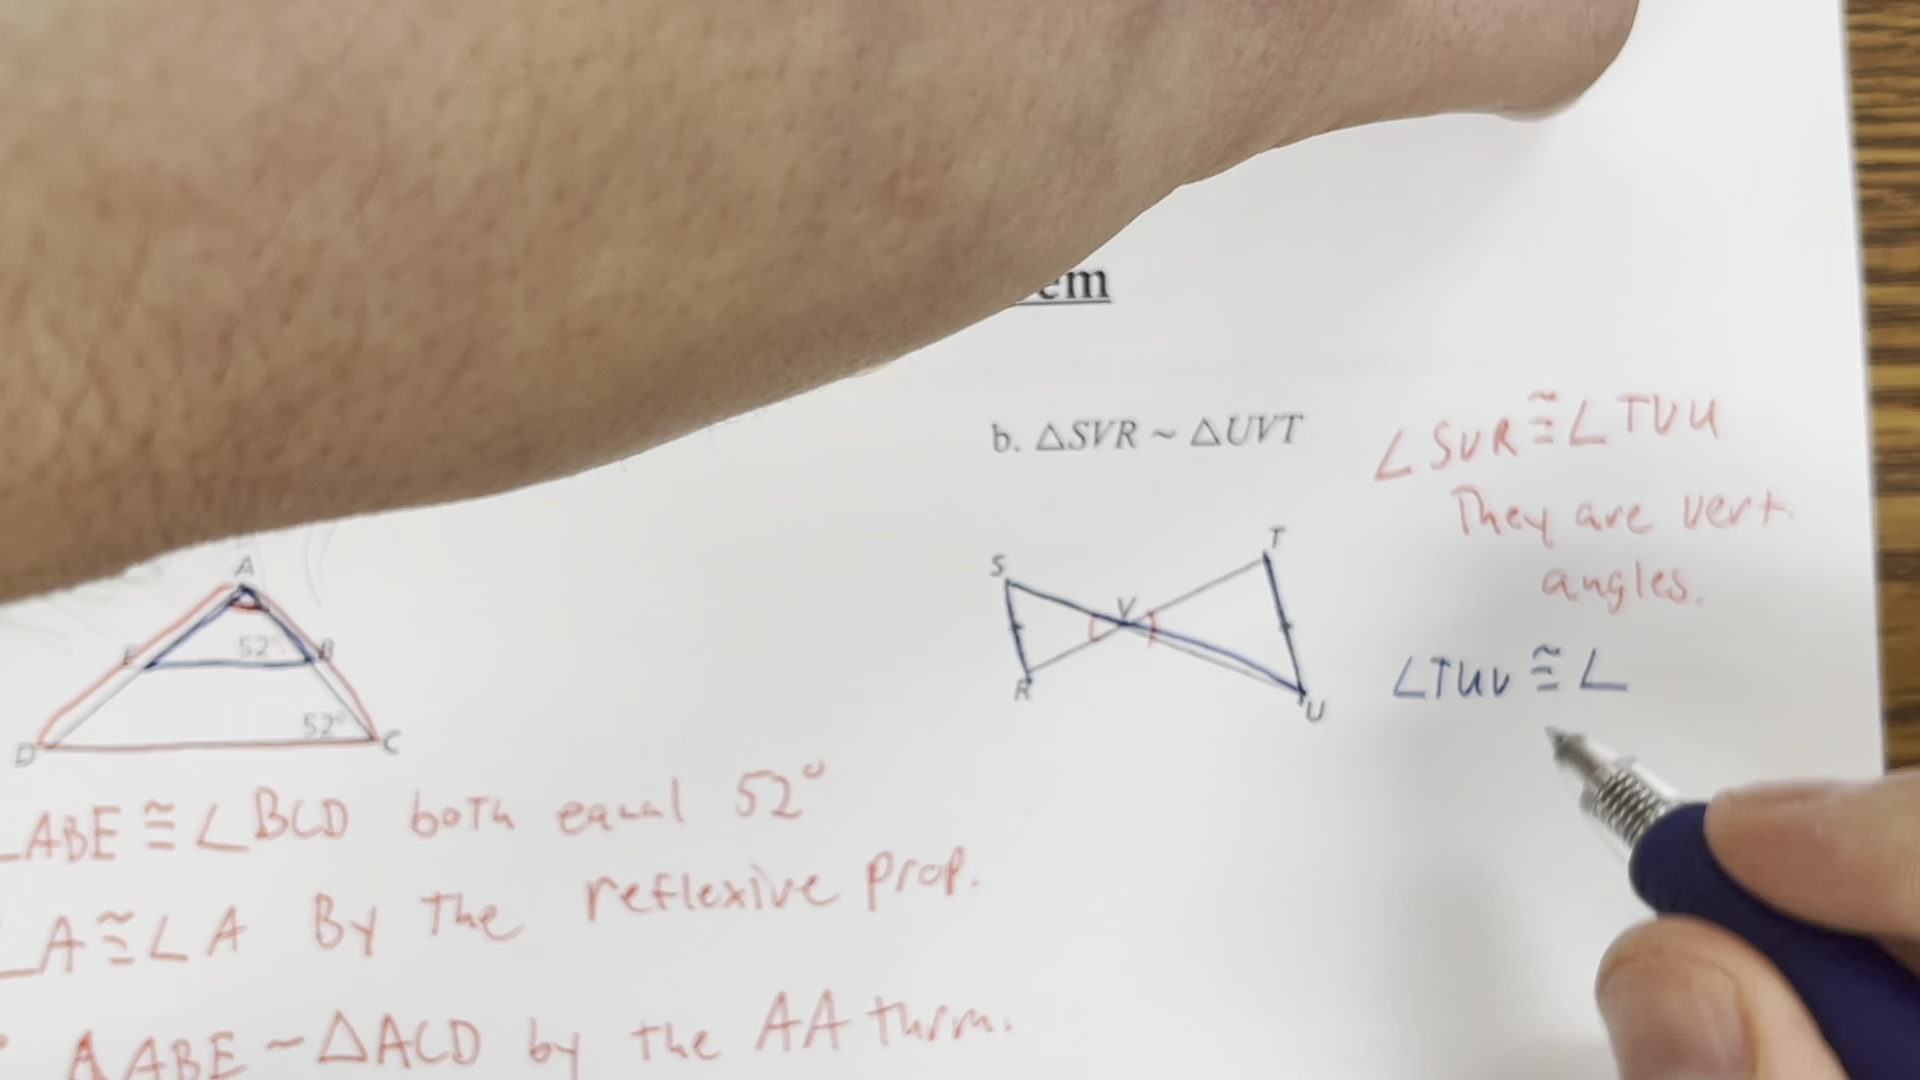 b. △SVR ~ △UVT
∠SVR ≅ ∠TVU
They are vert.
angles.
S
T
V
R
U
∠TUV ≅ ∠
A
52°
B
52°
D
C
∠ABE ≅ ∠BCD both equal 52°
∠A ≅ ∠A By The reflexive prop.
△ABE ~ △ACD by the AA thrm.